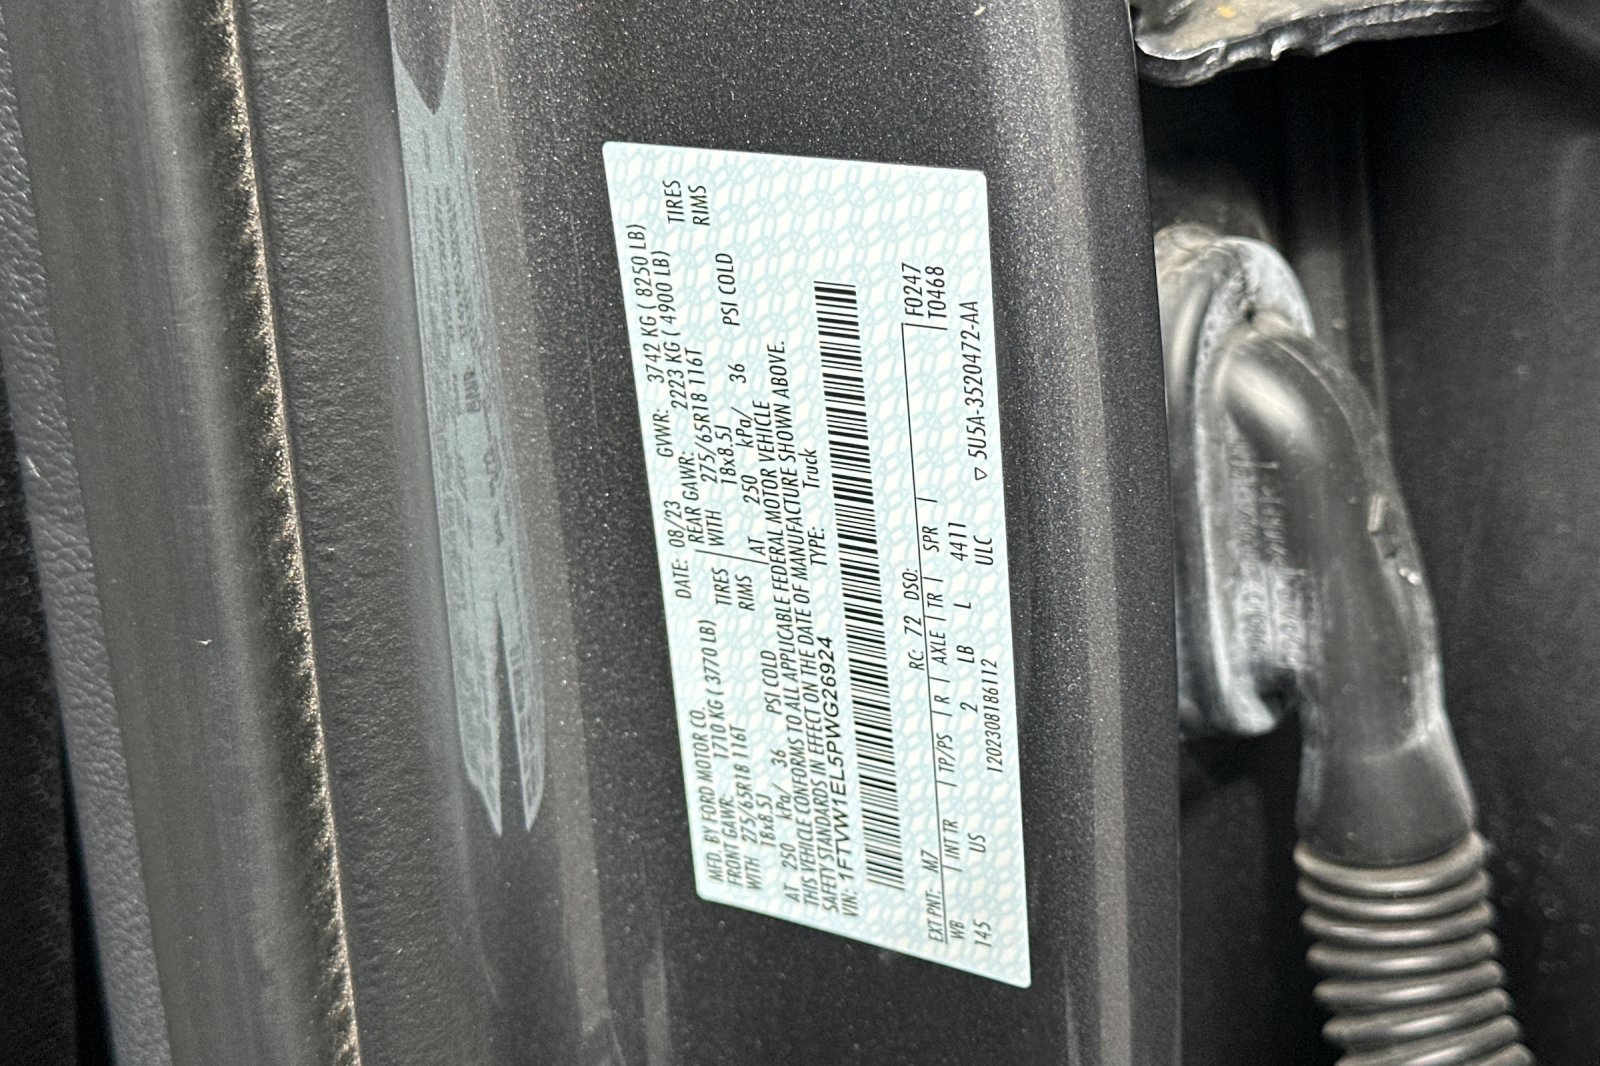 MFD. BY FORD MOTOR CO.
DATE: 08/23 GVWR: 3742 KG ( 8250 LB)
FRONT GAWR: 1710 KG ( 3770 LB) REAR GAWR: 2223 KG ( 4900 LB)
WITH 275/65R18 116T TIRES WITH 275/65R18 116T TIRES
18x8.5J RIMS 18x8.5J RIMS
AT 250 kPa/ 36 PSI COLD AT 250 kPa/ 36 PSI COLD
THIS VEHICLE CONFORMS TO ALL APPLICABLE FEDERAL MOTOR VEHICLE
SAFETY STANDARDS IN EFFECT ON THE DATE OF MANUFACTURE SHOWN ABOVE.
VIN: 1FTVW1EL5PWG26924 TYPE: Truck
F0247
T0468
EXT PNT: M7 RC: 72 DSO:
WB INT TR TP/PS R AXLE TR SPR
145 US 2 LB L 4411
ULC
12023081861​12 ▽ 5U5A-3520472-AA